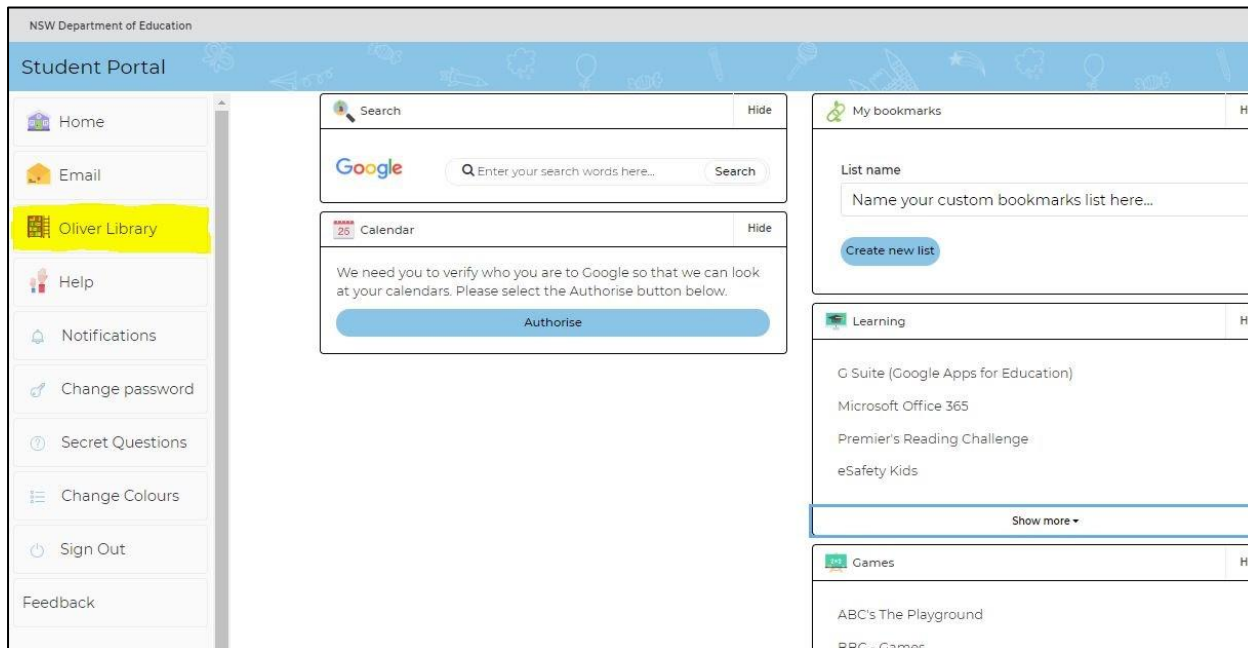 NSW Department of Education
Student Portal
Home
Email
Oliver Library
Help
Notifications
Change password
Secret Questions
Change Colours
Sign Out
Feedback
Search
Hide
Google
Enter your search words here...
Search
25
Calendar
Hide
We need you to verify who you are to Google so that we can look
at your calendars. Please select the Authorise button below.
Authorise
My bookmarks
H
List name
Name your custom bookmarks list here...
Create new list
Learning
H
G Suite (Google Apps for Education)
Microsoft Office 365
Premier's Reading Challenge
eSafety Kids
Show more
Games
H
ABC's The Playground
BBC - Games